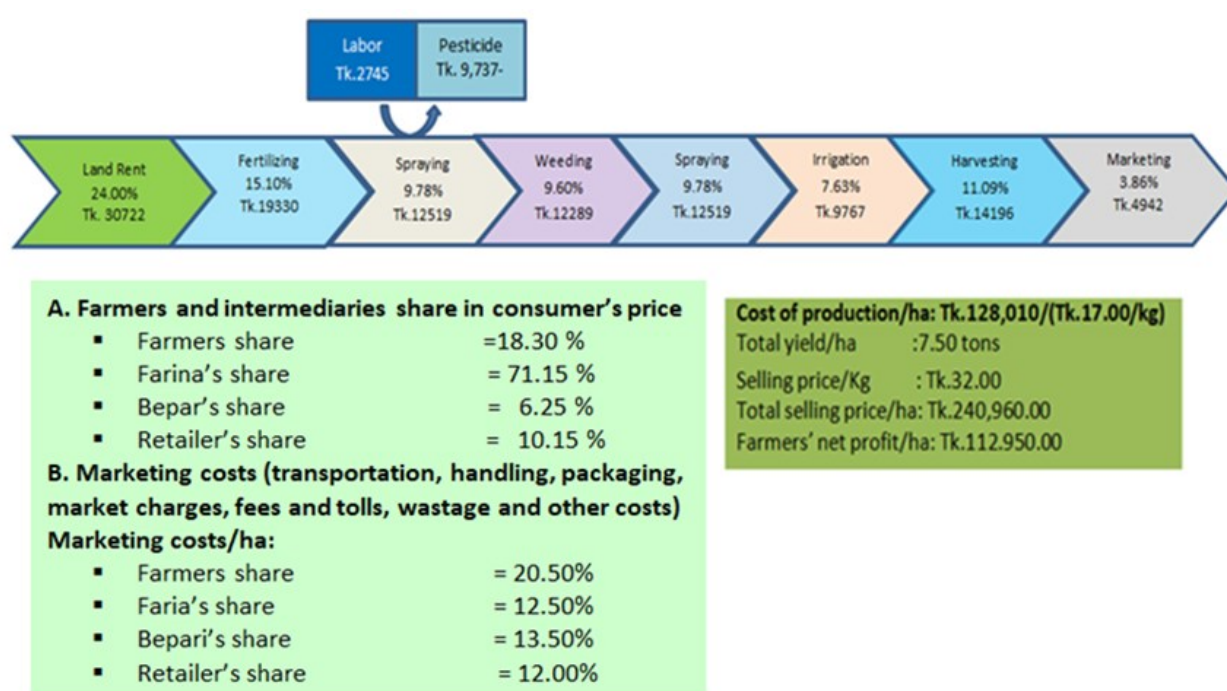 Labor
Tk.2745
Pesticide
Tk. 9,737-
Land Rent
24.00%
Tk. 30722
Fertilizing
15.10%
Tk.19330
Spraying
9.78%
Tk.12519
Weeding
9.60%
Tk.12289
Spraying
9.78%
Tk.12519
Irrigation
7.63%
Tk.9767
Harvesting
11.09%
Tk.14196
Marketing
3.86%
Tk.4942
A. Farmers and intermediaries share in consumer’s price
▪ Farmers share =18.30 %
▪ Farina’s share = 71.15 %
▪ Bepar’s share = 6.25 %
▪ Retailer’s share = 10.15 %
B. Marketing costs (transportation, handling, packaging,
market charges, fees and tolls, wastage and other costs)
Marketing costs/ha:
▪ Farmers share = 20.50%
▪ Faria’s share = 12.50%
▪ Bepari’s share = 13.50%
▪ Retailer’s share = 12.00%
Cost of production/ha: Tk.128,010/(Tk.17.00/kg)
Total yield/ha :7.50 tons
Selling price/Kg : Tk.32.00
Total selling price/ha: Tk.240,960.00
Farmers’ net profit/ha: Tk.112.950.00